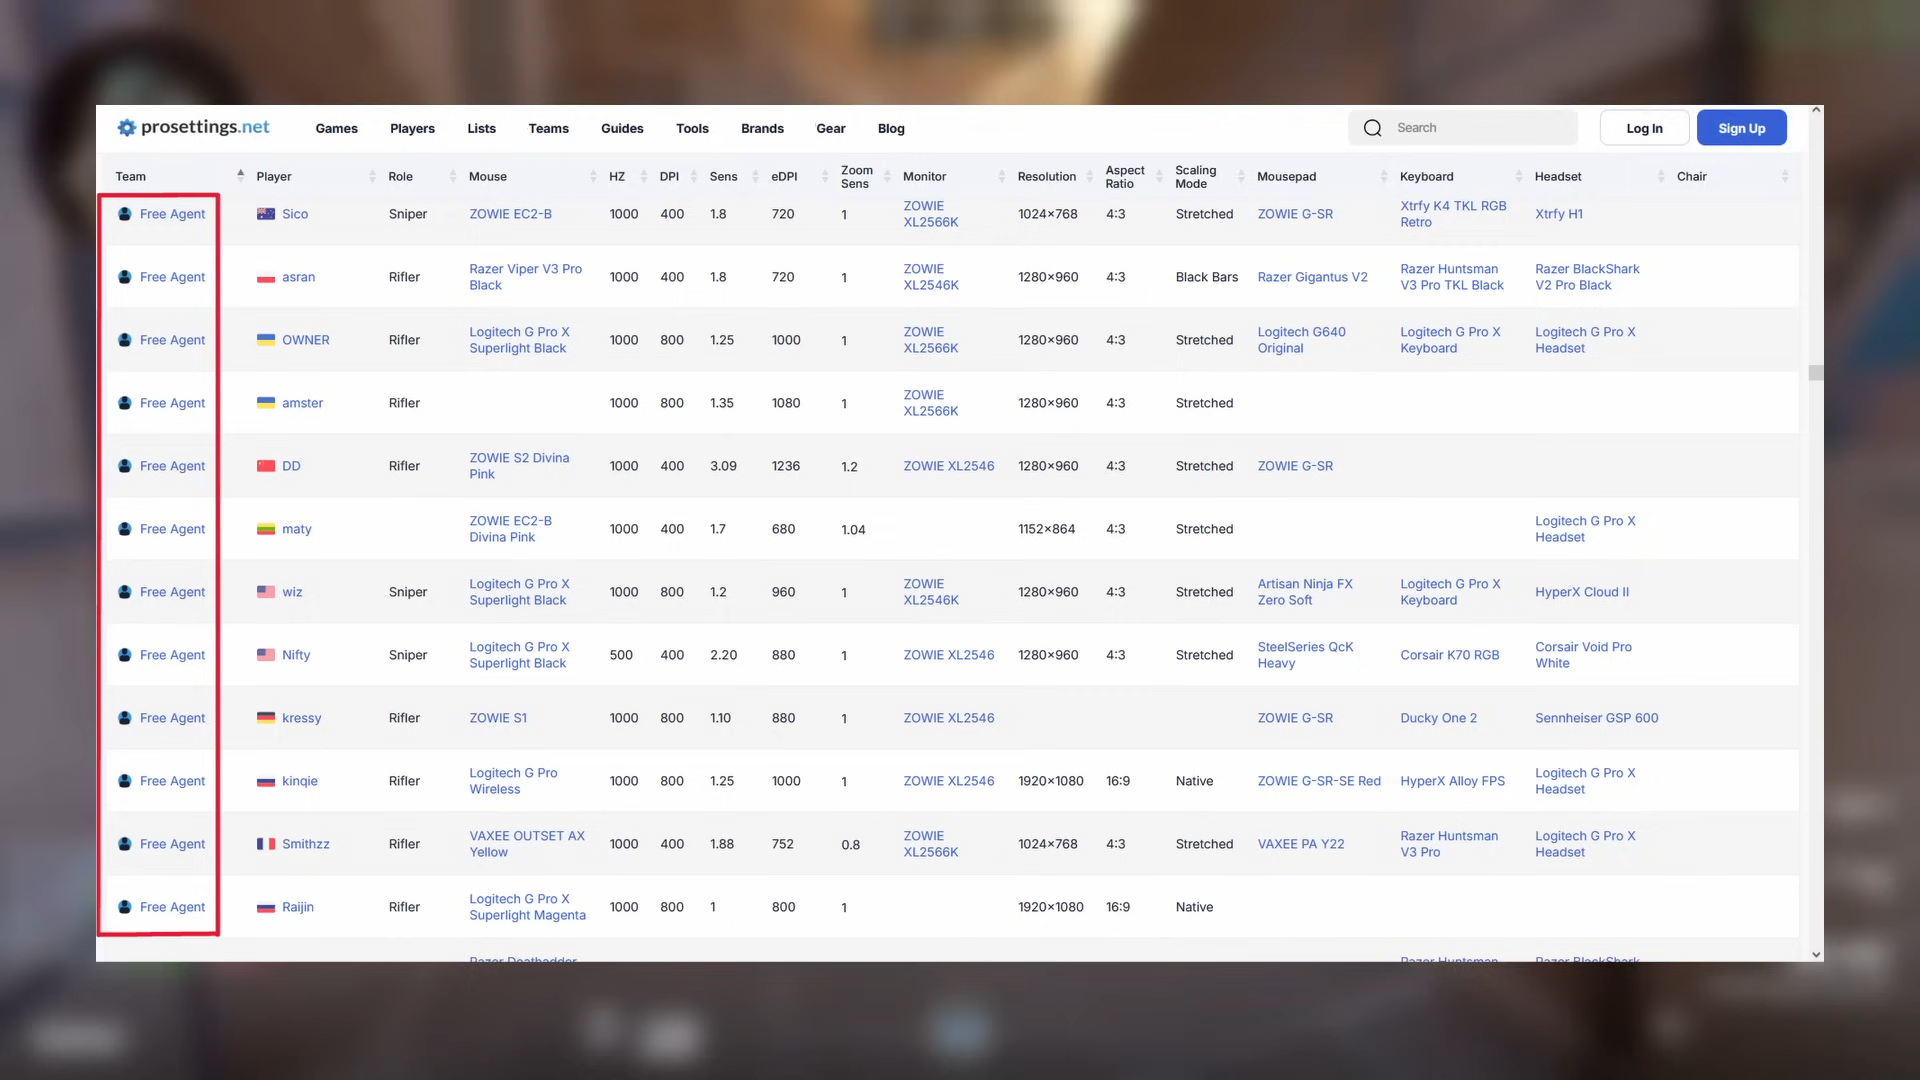 prosettings.net Games Players Lists Teams Guides Tools Brands Gear Blog Search Log In Sign Up
Team Player Role Mouse HZ DPI Sens eDPI Zoom Sens Monitor Resolution Aspect Ratio Scaling Mode Mousepad Keyboard Headset Chair
Free Agent Sico Sniper ZOWIE EC2-B 1000 400 1.8 720 1 ZOWIE XL2566K 1024×768 4:3 Stretched ZOWIE G-SR Xtrfy K4 TKL RGB Retro Xtrfy H1
Free Agent asran Rifler Razer Viper V3 Pro Black 1000 400 1.8 720 1 ZOWIE XL2546K 1280×960 4:3 Black Bars Razer Gigantus V2 Razer Huntsman V3 Pro TKL Black Razer BlackShark V2 Pro Black
Free Agent OWNER Rifler Logitech G Pro X Superlight Black 1000 800 1.25 1000 1 ZOWIE XL2566K 1280×960 4:3 Stretched Logitech G640 Original Logitech G Pro X Keyboard Logitech G Pro X Headset
Free Agent amster Rifler 1000 800 1.35 1080 1 ZOWIE XL2566K 1280×960 4:3 Stretched
Free Agent DD Rifler ZOWIE S2 Divina Pink 1000 400 3.09 1236 1.2 ZOWIE XL2546 1280×960 4:3 Stretched ZOWIE G-SR
Free Agent maty ZOWIE EC2-B Divina Pink 1000 400 1.7 680 1.04 1152×864 4:3 Stretched Logitech G Pro X Headset
Free Agent wiz Sniper Logitech G Pro X Superlight Black 1000 800 1.2 960 1 ZOWIE XL2546K 1280×960 4:3 Stretched Artisan Ninja FX Zero Soft Logitech G Pro X Keyboard HyperX Cloud II
Free Agent Nifty Sniper Logitech G Pro X Superlight Black 500 400 2.20 880 1 ZOWIE XL2546 1280×960 4:3 Stretched SteelSeries QcK Heavy Corsair K70 RGB Corsair Void Pro White
Free Agent kressy Rifler ZOWIE S1 1000 800 1.10 880 1 ZOWIE XL2546 ZOWIE G-SR Ducky One 2 Sennheiser GSP 600
Free Agent kinqie Rifler Logitech G Pro Wireless 1000 800 1.25 1000 1 ZOWIE XL2546 1920×1080 16:9 Native ZOWIE G-SR-SE Red HyperX Alloy FPS Logitech G Pro X Headset
Free Agent Smithzz Rifler VAXEE OUTSET AX Yellow 1000 400 1.88 752 0.8 ZOWIE XL2566K 1024×768 4:3 Stretched VAXEE PA Y22 Razer Huntsman V3 Pro Logitech G Pro X Headset
Free Agent Raijin Rifler Logitech G Pro X Superlight Magenta 1000 800 1 800 1 1920×1080 16:9 Native
Razer Deathadder Razer Huntsman Razer BlackShark